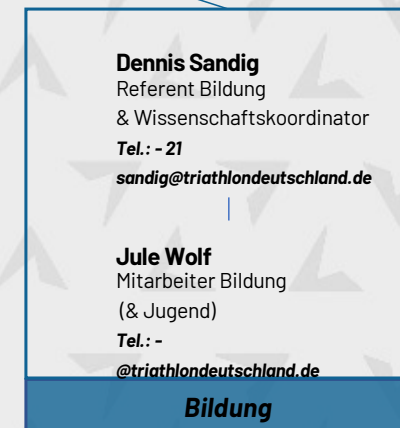 Dennis Sandig
Referent Bildung
& Wissenschaftskoordinator
Tel.: - 21
sandig@triathlondeutschland.de
Jule Wolf
Mitarbeiter Bildung
(& Jugend)
Tel.: -
@triathlondeutschland.de
Bildung